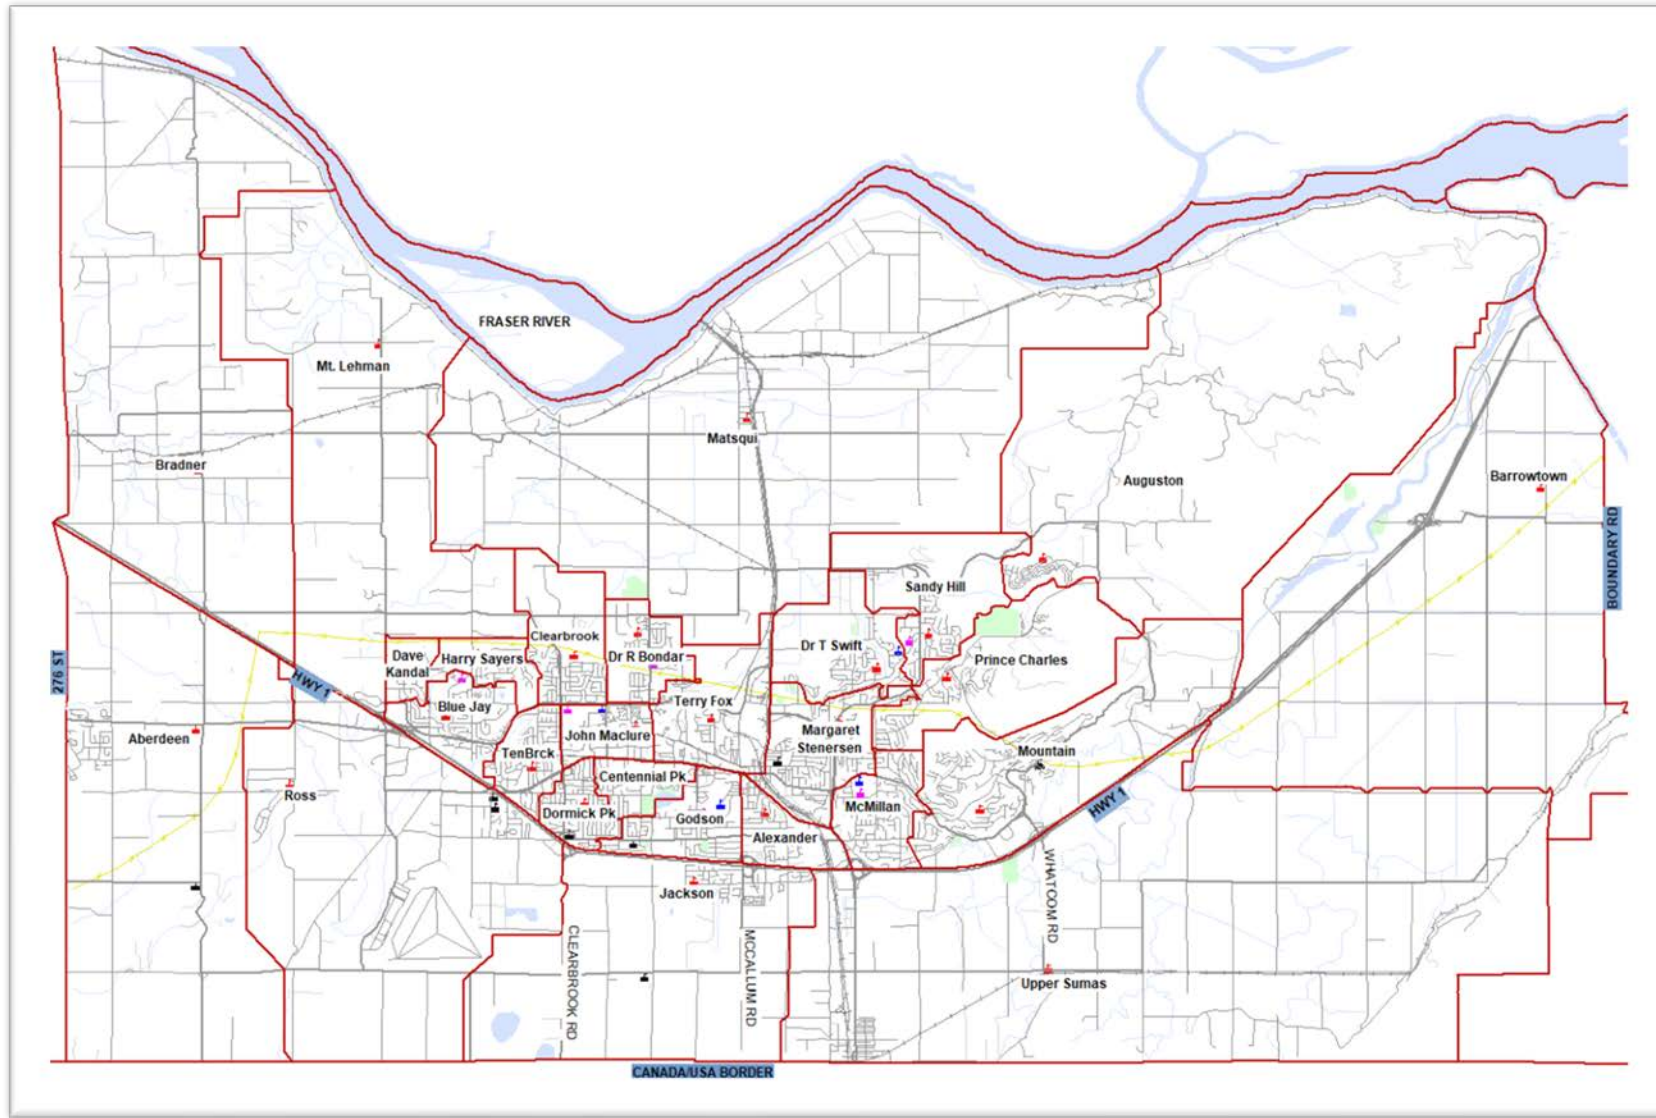 FRASER RIVER
Mt. Lehman
Matsqui
Bradner
Auguston
Barrowtown
BOUNDARY RD
Sandy Hill
Clearbrook
Dave
Kandal
Harry Sayers
Dr R Bondar
Dr T Swift
Prince Charles
276 ST
HWY 1
Blue Jay
Terry Fox
Aberdeen
John Maclure
Margaret
Stenersen
TenBrck
Mountain
Centennial Pk
Ross
Dormick Pk
Godson
McMillan
HWY 1
Alexander
Jackson
WHATCOM RD
CLEARBROOK RD
MCCALLUM RD
Upper Sumas
CANADA/USA BORDER